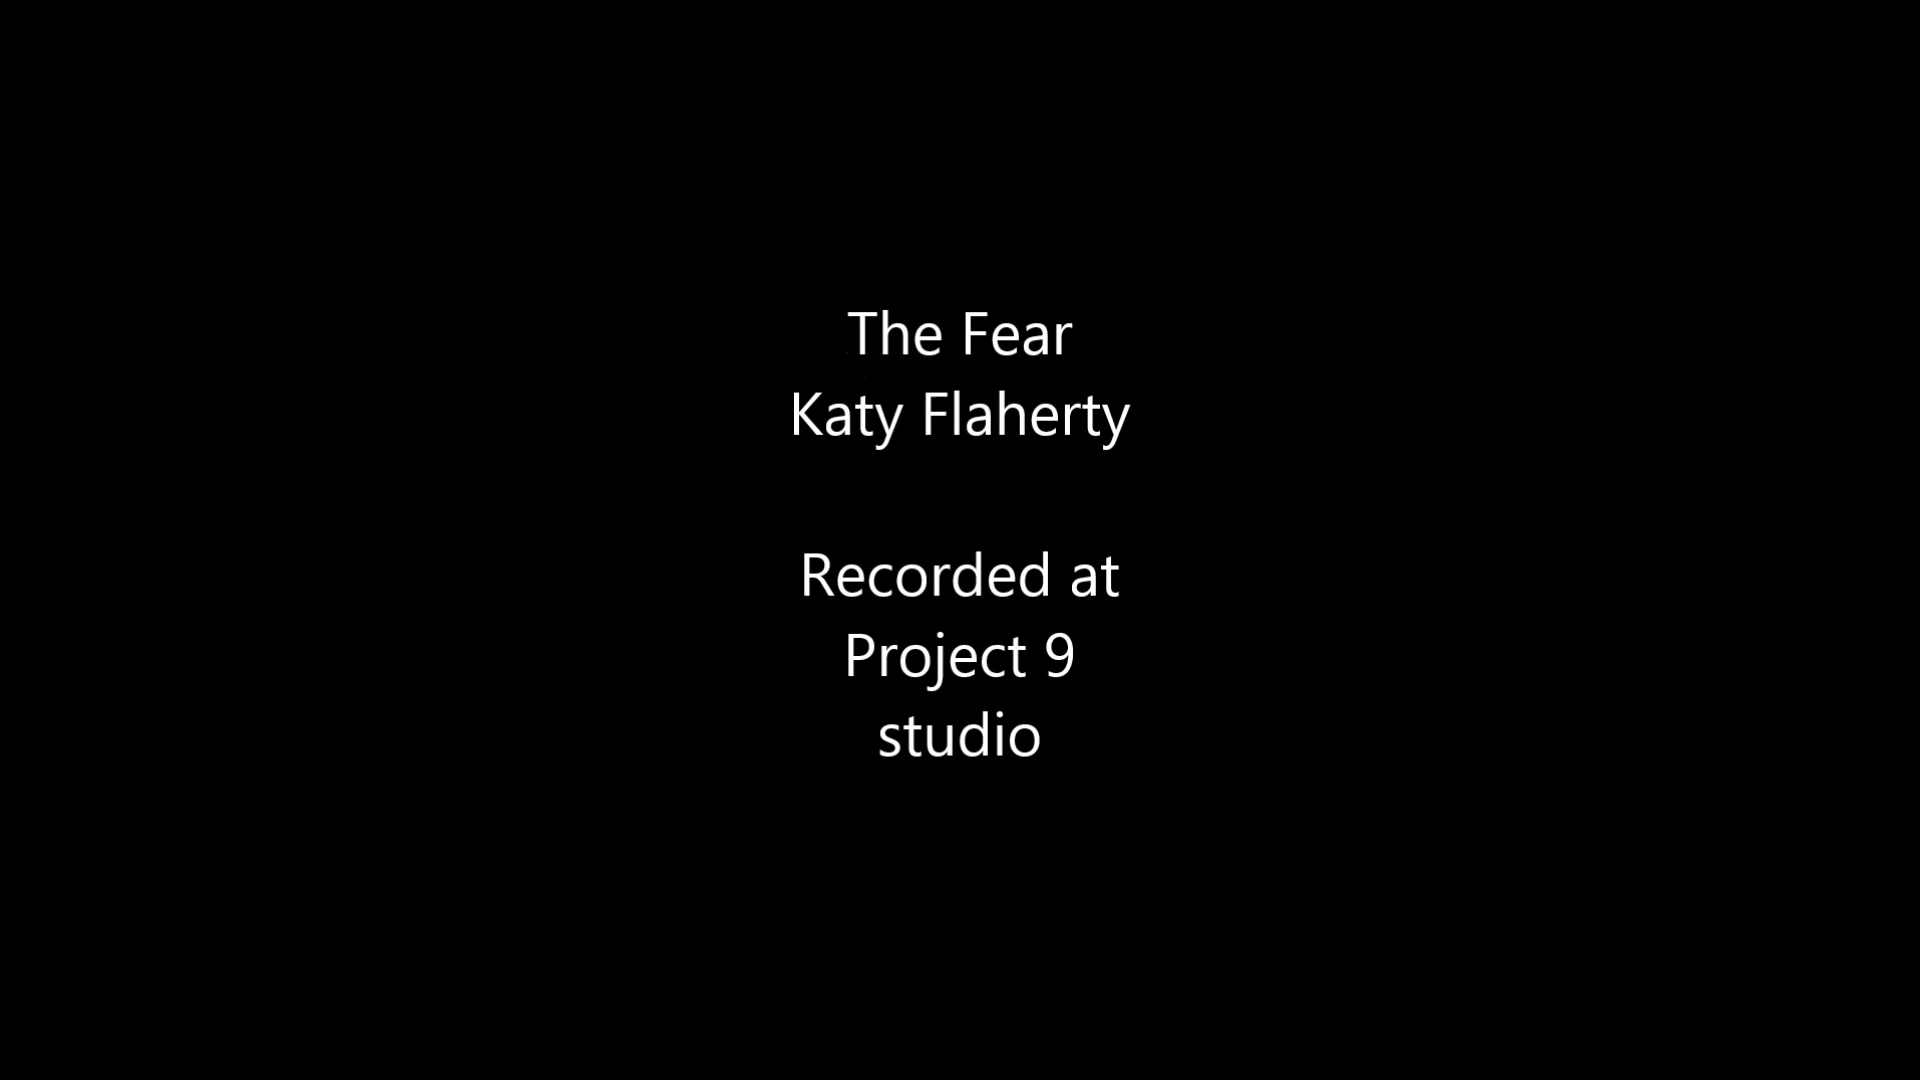 The Fear
Katy Flaherty
Recorded at
Project 9
studio